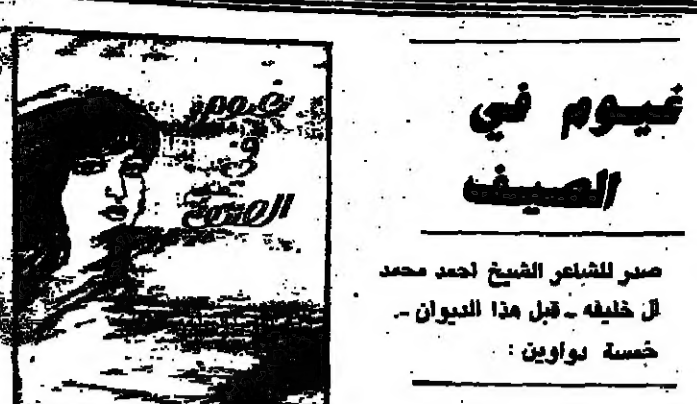 غيوم في
الصيف
صدر للشاعر الشيخ احمد محمد
آل خليفه ـ قبل هذا الديوان ـ
خمسة دواوين :
غيوم
في
الصيف